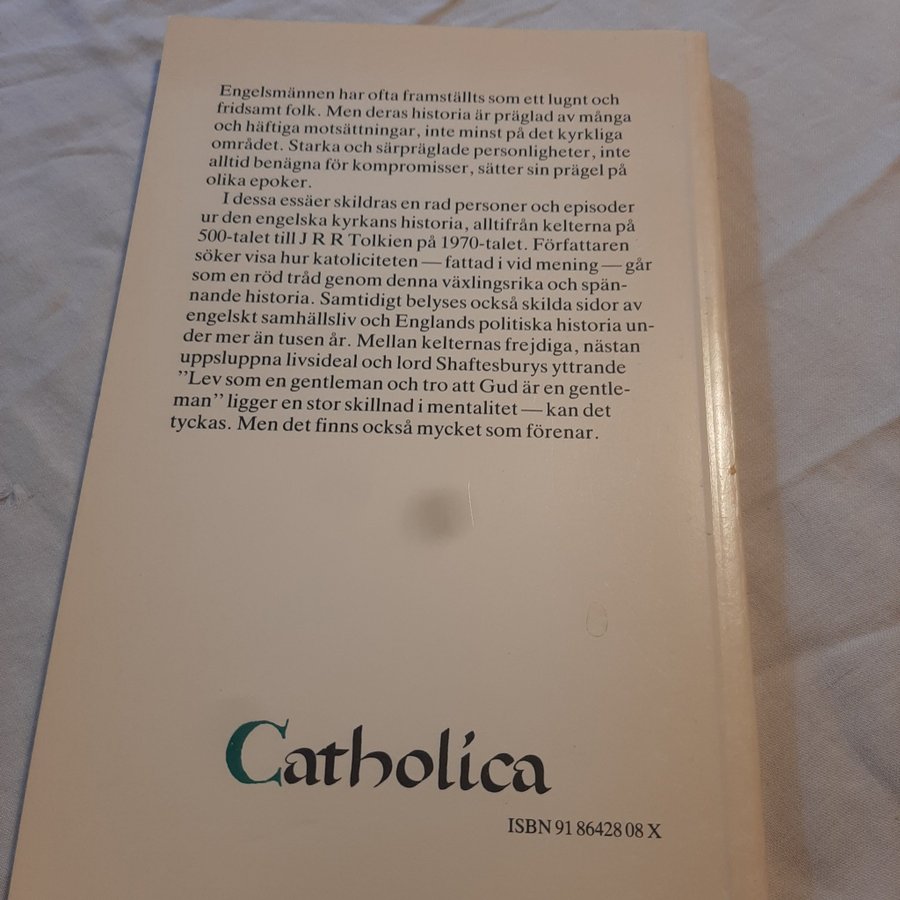 Engelsmännen har ofta framställts som ett lugnt och
fridsamt folk. Men deras historia är präglad av många
och häftiga motsättningar, inte minst på det kyrkliga
området. Starka och särpräglade personligheter, inte
alltid benägna för kompromisser, sätter sin prägel på
olika epoker.
I dessa essäer skildras en rad personer och episoder
ur den engelska kyrkans historia, alltifrån kelterna på
500-talet till J R R Tolkien på 1970-talet. Författaren
söker visa hur katoliciteten — fattad i vid mening — går
som en röd tråd genom denna växlingsrika och spän-
nande historia. Samtidigt belyses också skilda sidor av
engelskt samhällsliv och Englands politiska historia un-
der mer än tusen år. Mellan kelternas frejdiga, nästan
uppsluppna livsideal och lord Shaftesburys yttrande
”Lev som en gentleman och tro att Gud är en gentle-
man” ligger en stor skillnad i mentalitet — kan det
tyckas. Men det finns också mycket som förenar.
Catholica
ISBN 91 86428 08 X